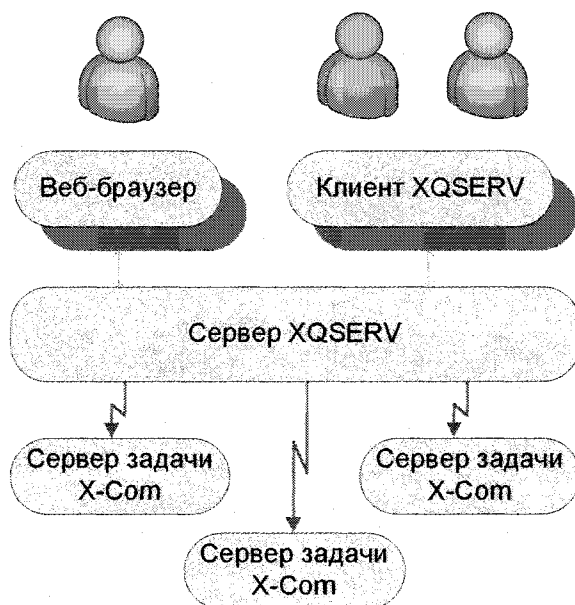 Веб-браузер
Клиент XQSERV
Сервер XQSERV
Сервер задачи
X-Com
Сервер задачи
X-Com
Сервер задачи
X-Com